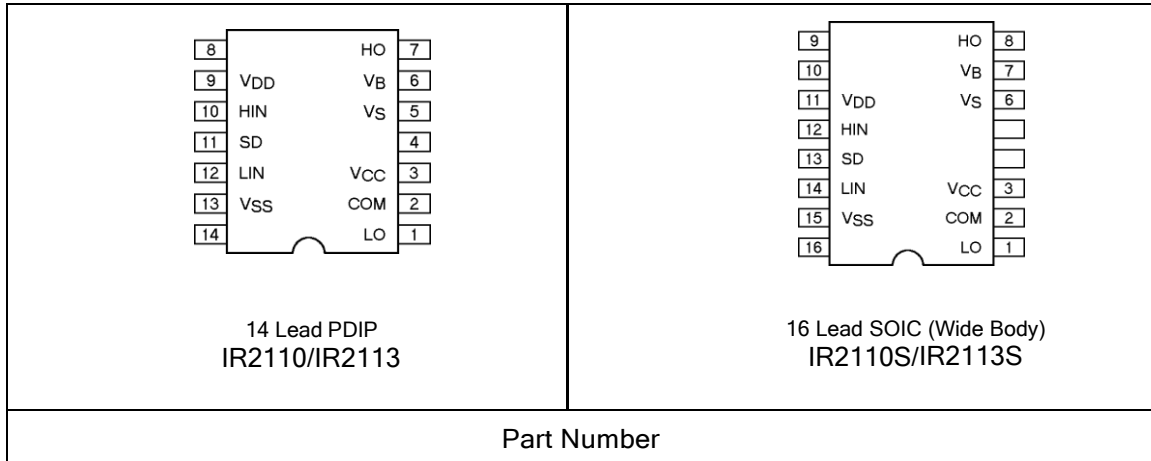 8 HO 7
9 VDD VB 6
10 HIN VS 5
11 SD 4
12 LIN VCC 3
13 VSS COM 2
14 LO 1
14 Lead PDIP
IR2110/IR2113
9 HO 8
10 VB 7
11 VDD VS 6
12 HIN
13 SD
14 LIN VCC 3
15 VSS COM 2
16 LO 1
16 Lead SOIC (Wide Body)
IR2110S/IR2113S
Part Number